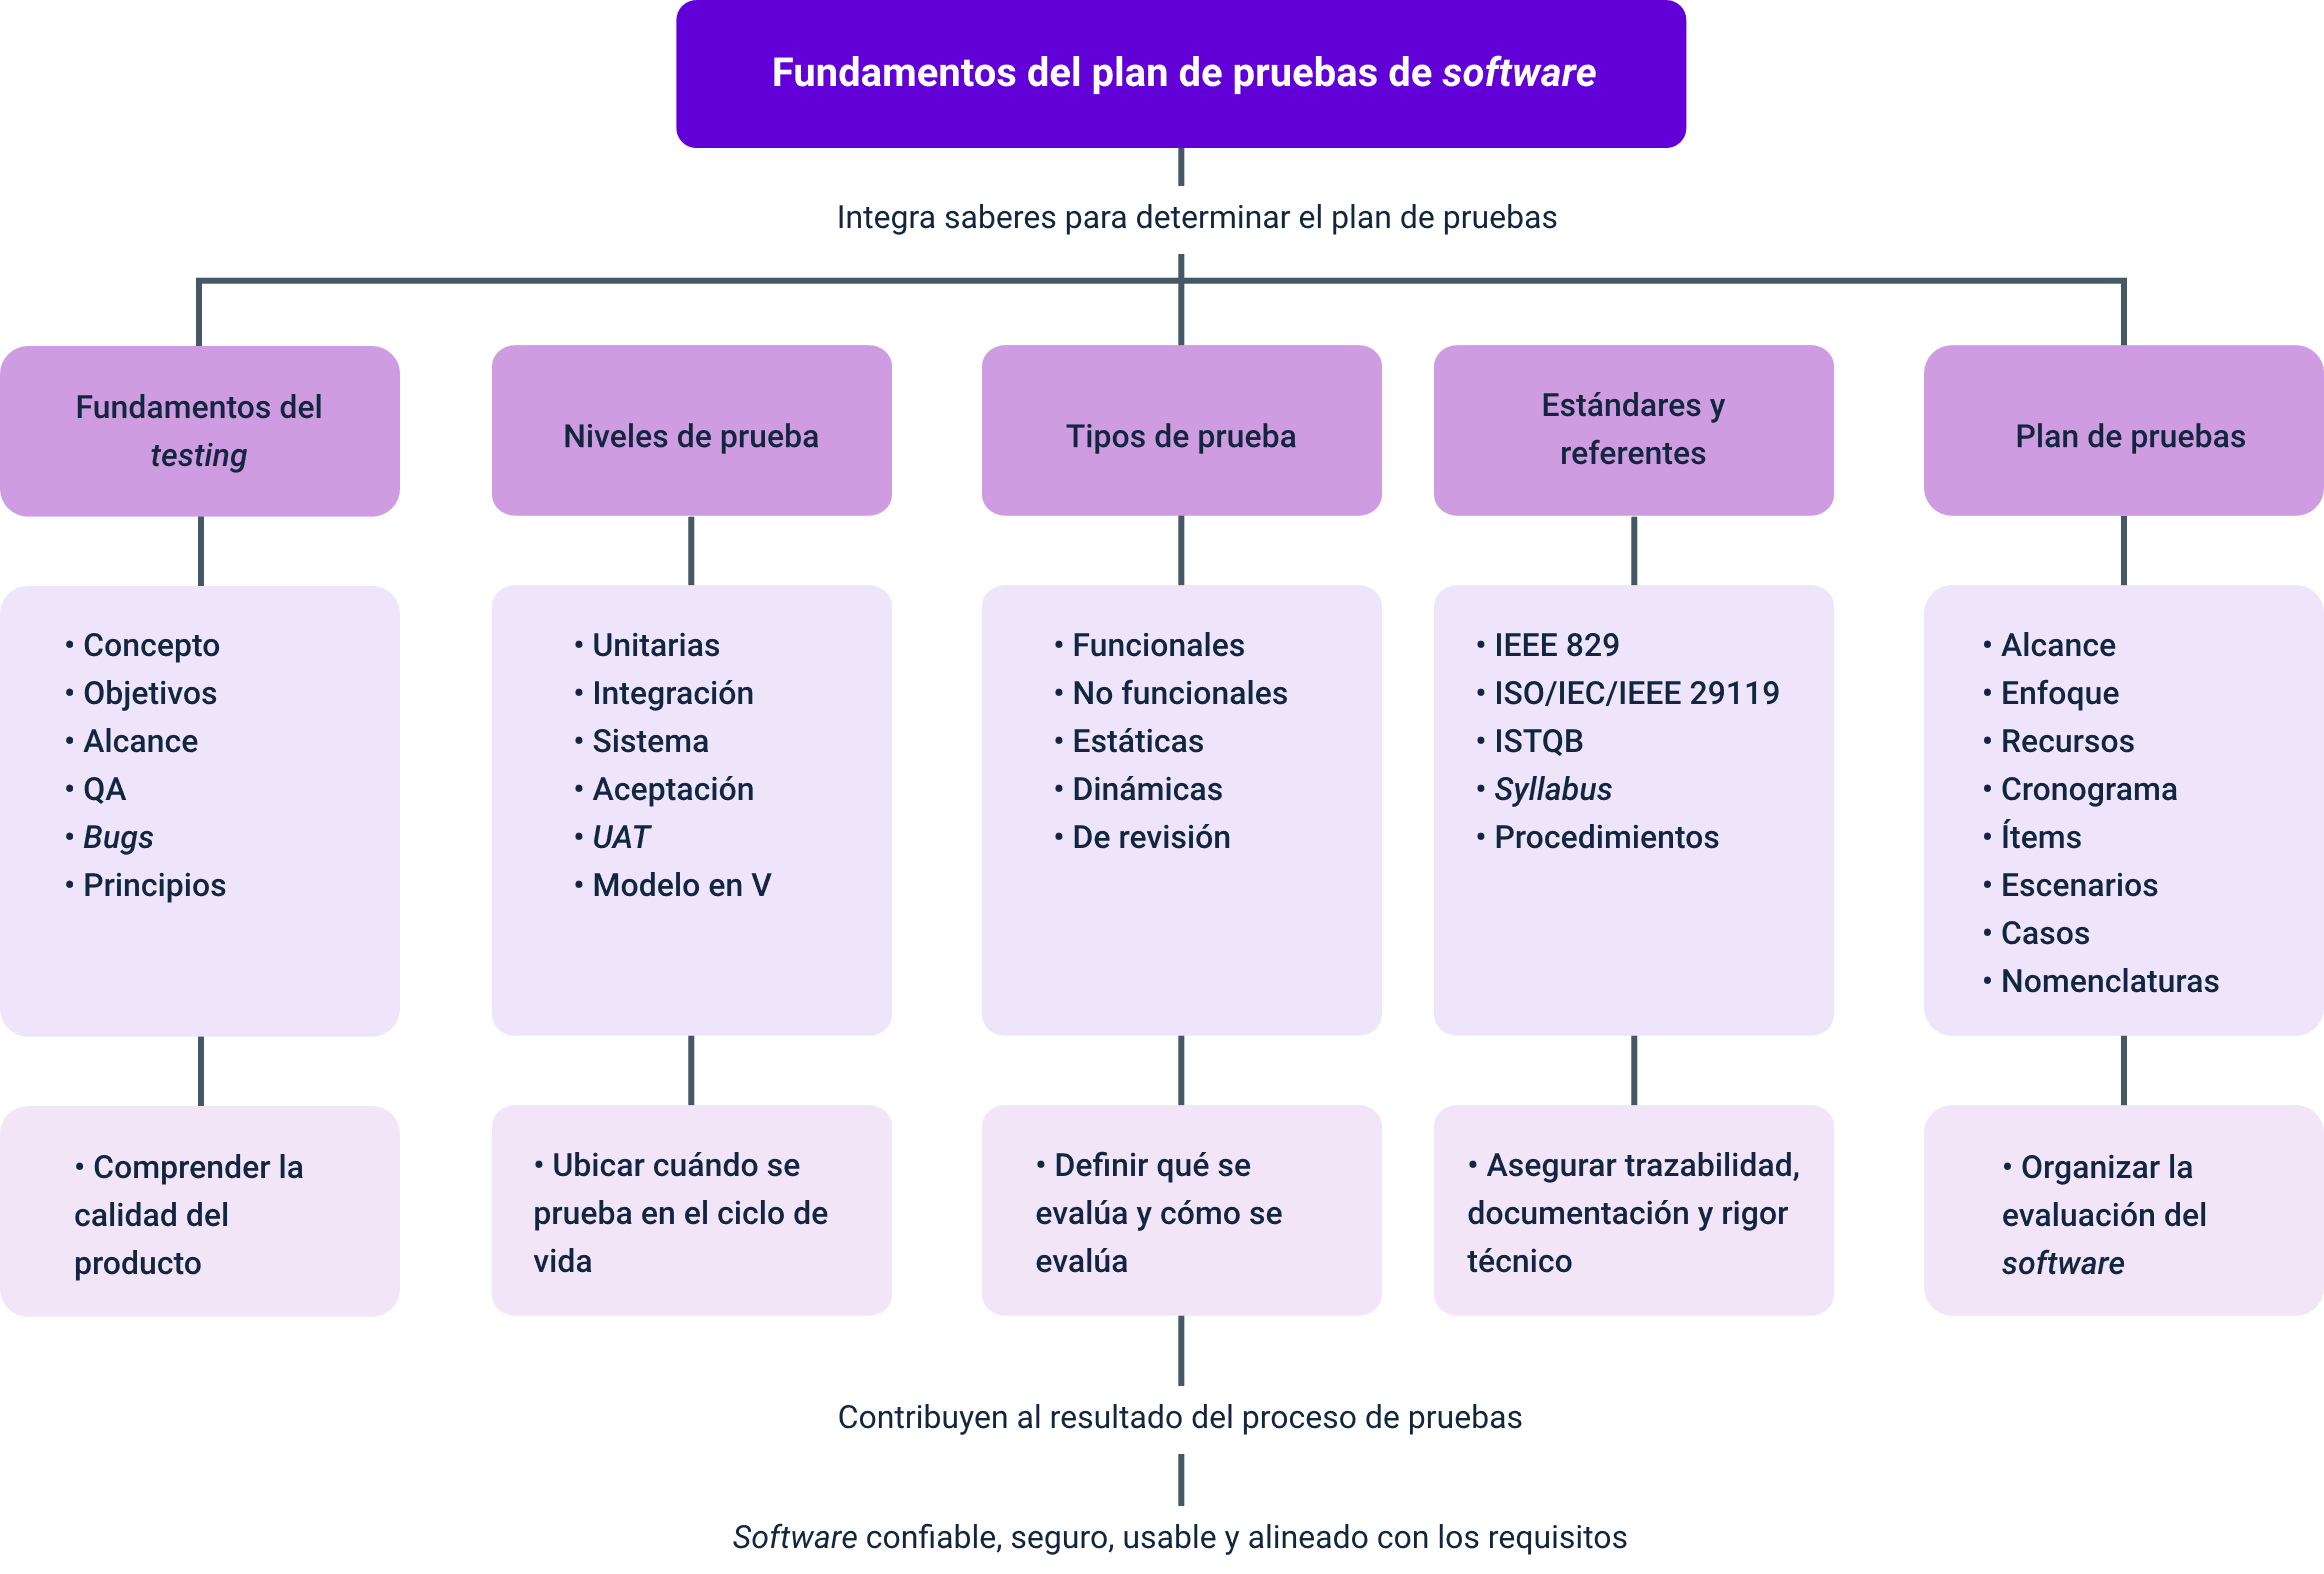 Fundamentos del plan de pruebas de software
Integra saberes para determinar el plan de pruebas
Fundamentos del
testing
• Concepto
• Objetivos
• Alcance
• QA
• Bugs
• Principios
• Comprender la
calidad del
producto
Niveles de prueba
• Unitarias
• Integración
• Sistema
• Aceptación
• UAT
• Modelo en V
• Ubicar cuándo se
prueba en el ciclo de
vida
Tipos de prueba
• Funcionales
• No funcionales
• Estáticas
• Dinámicas
• De revisión
• Definir qué se
evalúa y cómo se
evalúa
Estándares y
referentes
• IEEE 829
• ISO/IEC/IEEE 29119
• ISTQB
• Syllabus
• Procedimientos
• Asegurar trazabilidad,
documentación y rigor
técnico
Plan de pruebas
• Alcance
• Enfoque
• Recursos
• Cronograma
• Ítems
• Escenarios
• Casos
• Nomenclaturas
• Organizar la
evaluación del
software
Contribuyen al resultado del proceso de pruebas
Software confiable, seguro, usable y alineado con los requisitos